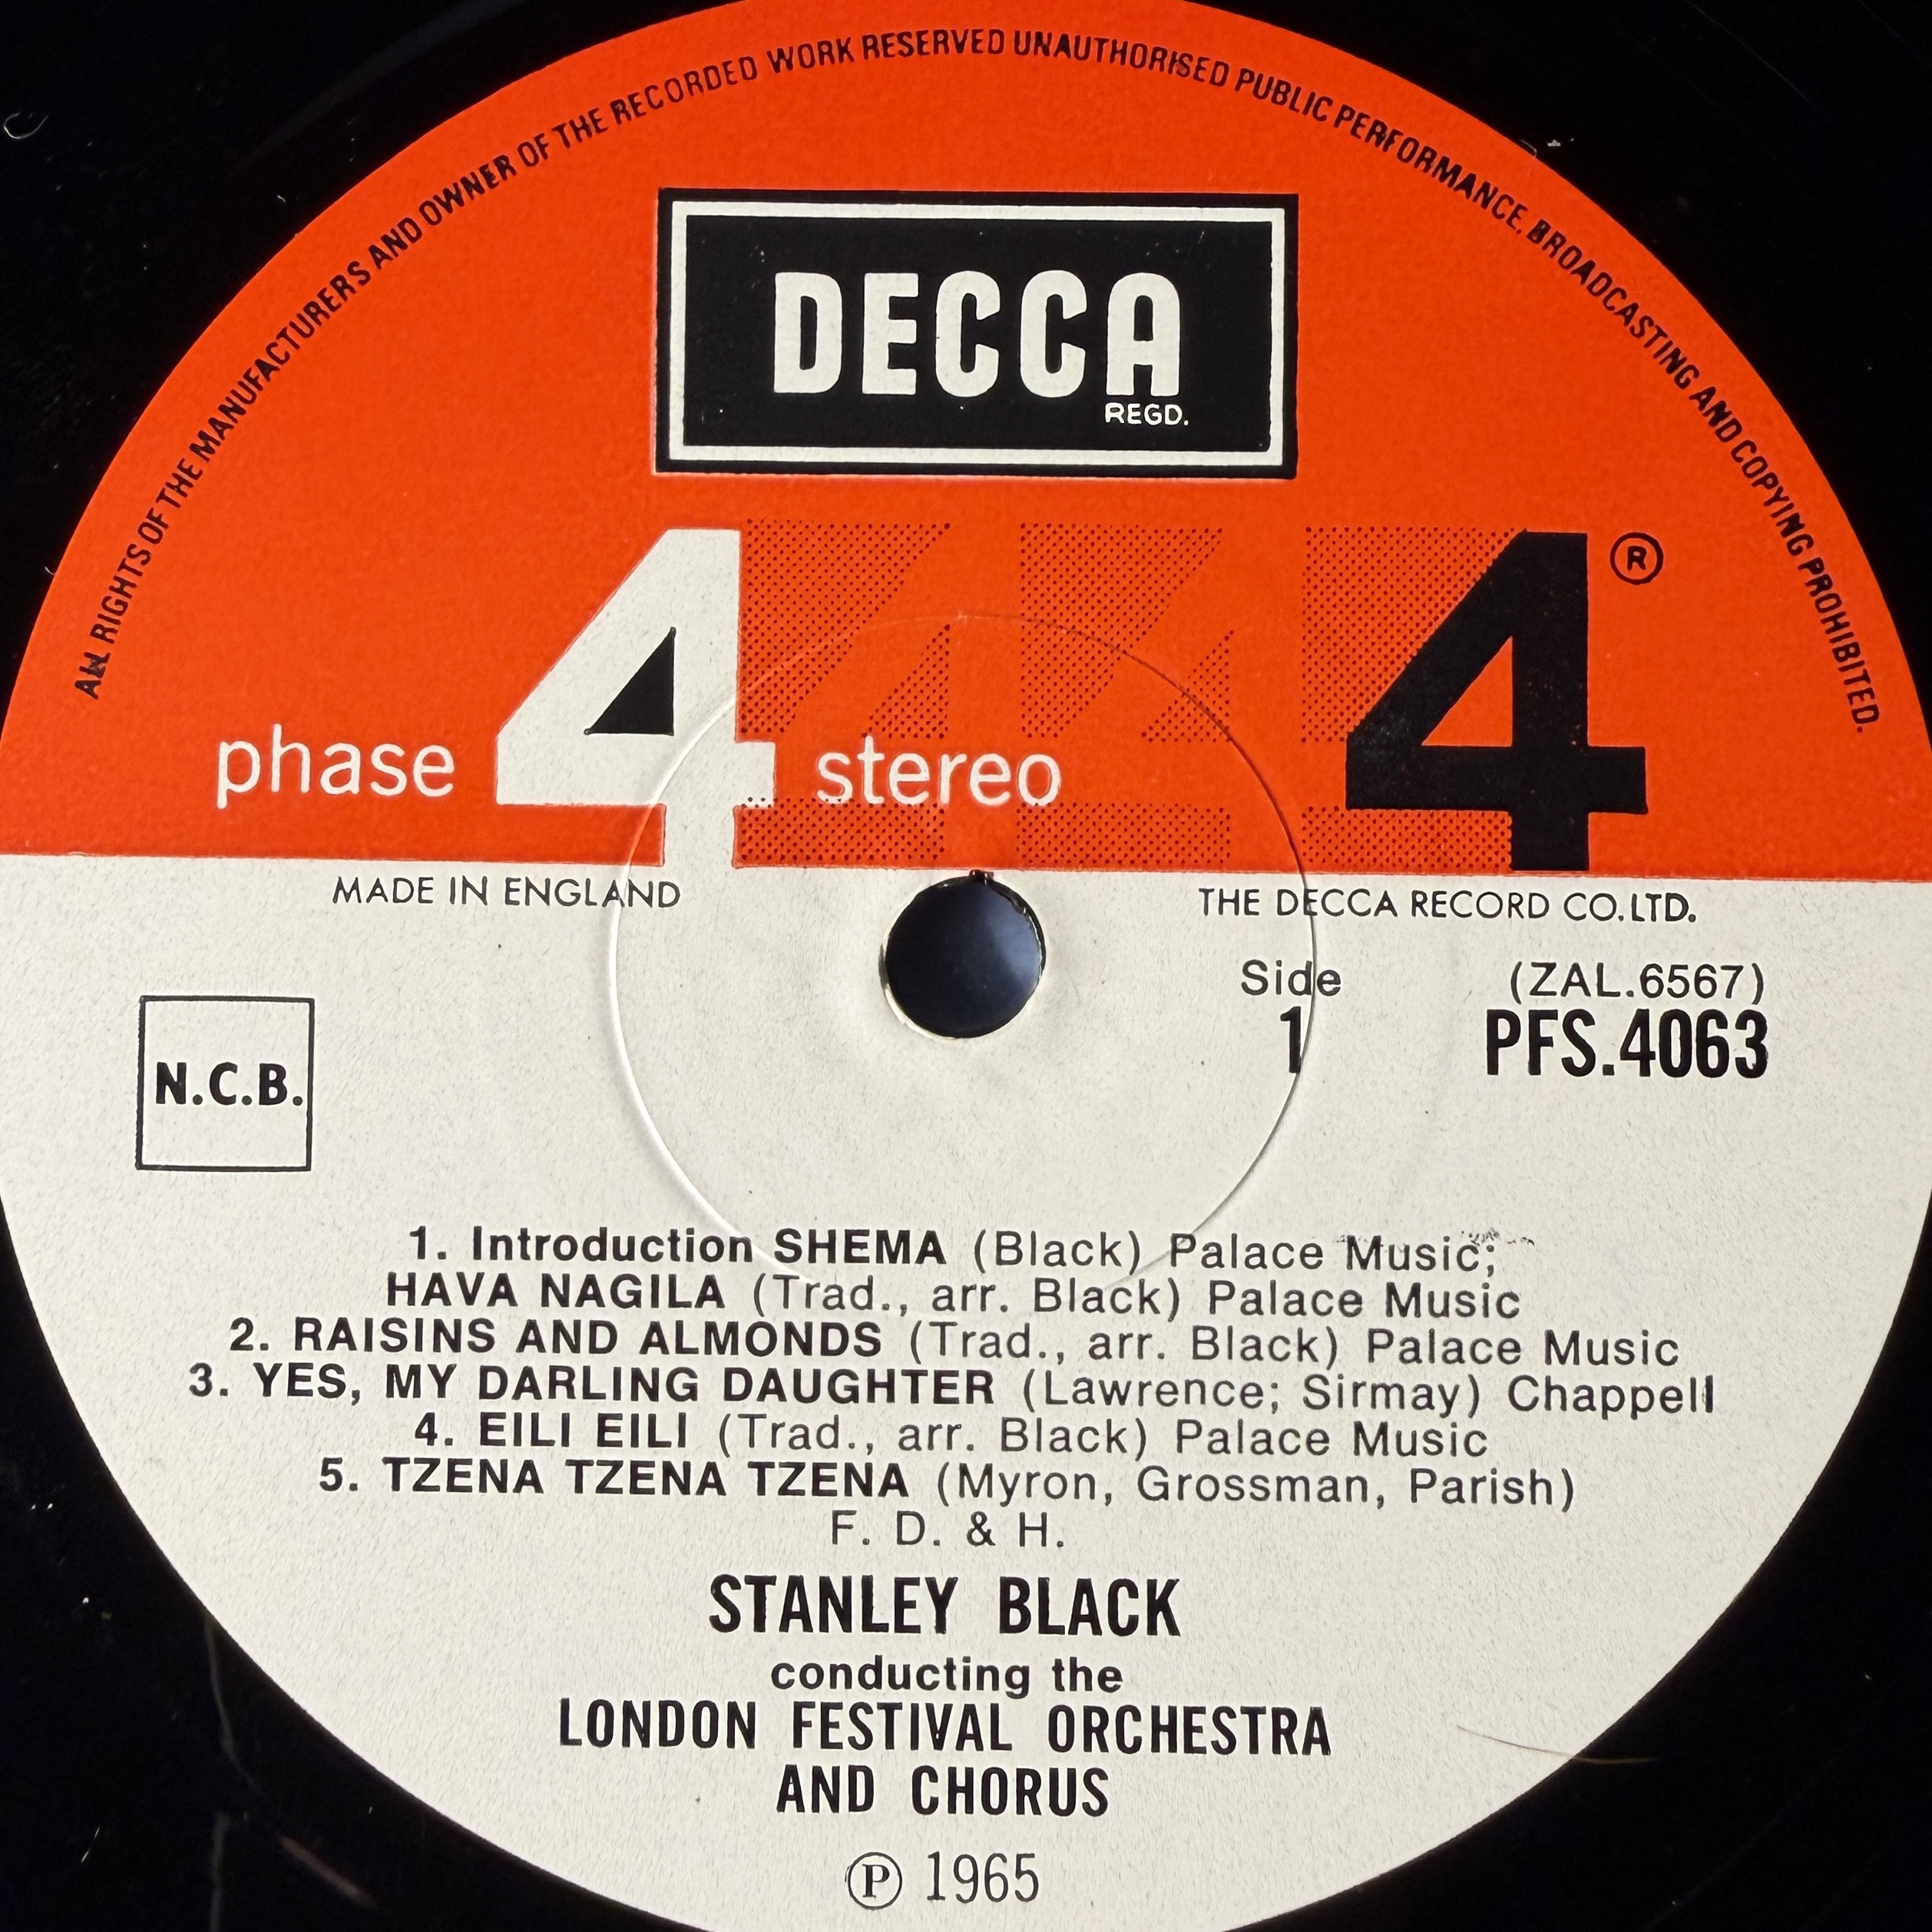 ALL RIGHTS OF THE MANUFACTURERS AND OWNER OF THE RECORDED WORK RESERVED UNAUTHORISED PUBLIC PERFORMANCE, BROADCASTING AND COPYING PROHIBITED.
DECCA
REGD.
4 4 4 4 ®
phase 4 stereo
MADE IN ENGLAND
THE DECCA RECORD CO. LTD.
Side (ZAL.6567)
1 PFS.4063
N.C.B.
1. Introduction SHEMA (Black) Palace Music;
HAVA NAGILA (Trad., arr. Black) Palace Music
2. RAISINS AND ALMONDS (Trad., arr. Black) Palace Music
3. YES, MY DARLING DAUGHTER (Lawrence; Sirmay) Chappell
4. EILI EILI (Trad., arr. Black) Palace Music
5. TZENA TZENA TZENA (Myron, Grossman, Parish)
F. D. & H.
STANLEY BLACK
conducting the
LONDON FESTIVAL ORCHESTRA
AND CHORUS
℗ 1965